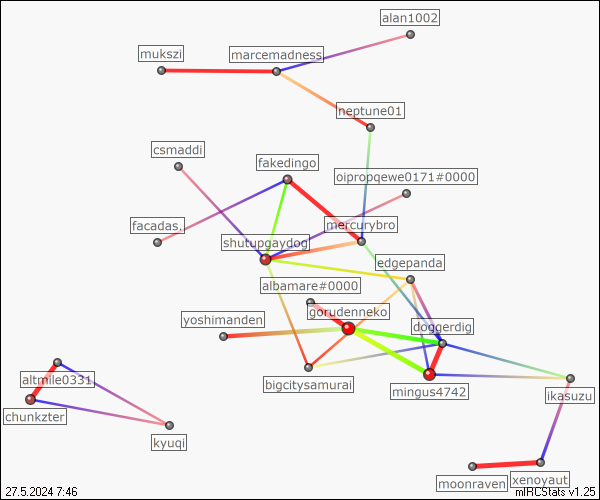 alan1002
mukszi
marcemadness
neptune01
csmaddi
fakedingo
oipropqewe0171#0000
facadas.
mercurybro
shutupgaydog
edgepanda
albamare#0000
gorudenneko
yoshimanden
doggerdig
altmile0331
bigcitysamurai
mingus4742
ikasuzu
chunkzter
kyuqi
moonraven
xenoyaut
27.5.2024 7:46
mIRCStats v1.25